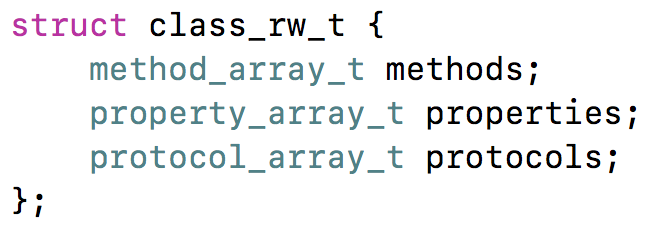 struct class_rw_t {
    method_array_t methods;
    property_array_t properties;
    protocol_array_t protocols;
};